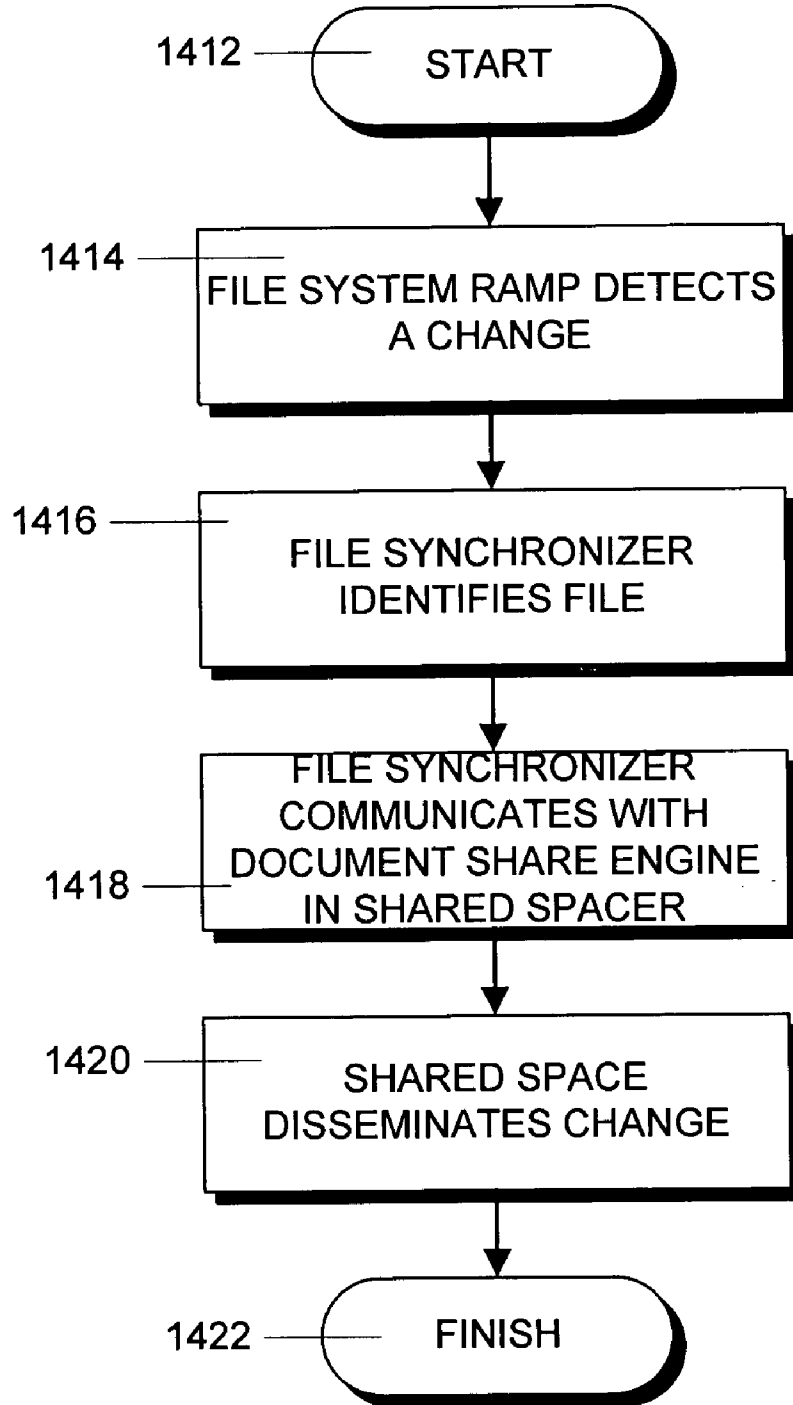 1412
START
1414
FILE SYSTEM RAMP DETECTS
A CHANGE
1416
FILE SYNCHRONIZER
IDENTIFIES FILE
FILE SYNCHRONIZER
COMMUNICATES WITH
DOCUMENT SHARE ENGINE
1418
IN SHARED SPACER
1420
SHARED SPACE
DISSEMINATES CHANGE
1422
FINISH